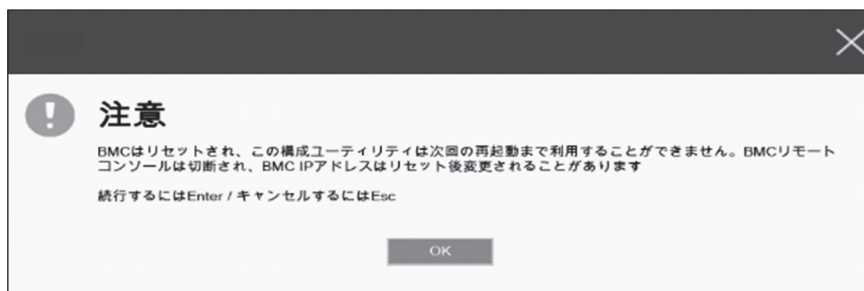 注意
BMCはリセットされ、この構成ユーティリティは次回の再起動まで利用することができません。BMCリモート
コンソールは切断され、BMC IPアドレスはリセット後変更されることがあります
続行するにはEnter / キャンセルするにはEsc
OK